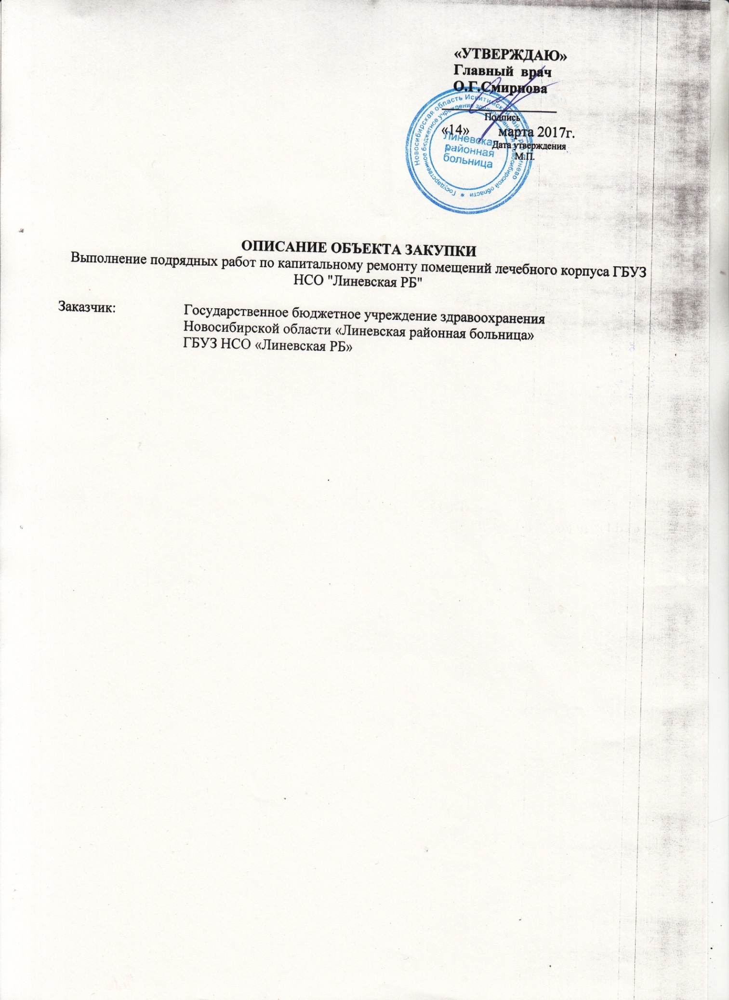 «УТВЕРЖДАЮ»
Главный врач
О.Г.Смирнова
Подпись
«14» марта 2017г.
Дата утверждения
М.П.
Новосибирская область Искитимский
Государственное бюджетное учреждение здравоохранения Новосибирской области *
Линевская
районная
больница
ОПИСАНИЕ ОБЪЕКТА ЗАКУПКИ
Выполнение подрядных работ по капитальному ремонту помещений лечебного корпуса ГБУЗ
НСО "Линевская РБ"
Заказчик: Государственное бюджетное учреждение здравоохранения
Новосибирской области «Линевская районная больница»
ГБУЗ НСО «Линевская РБ»